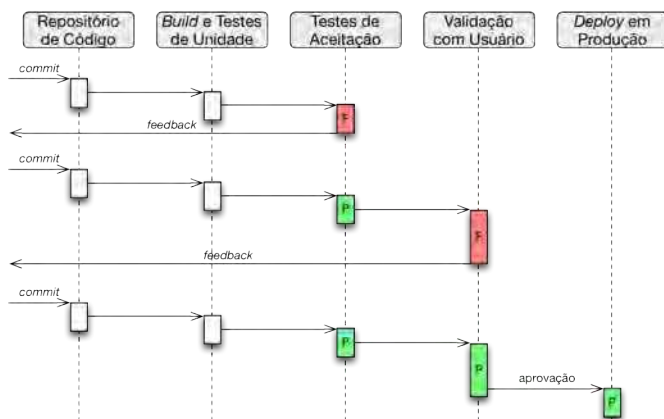 Repositório
de Código
Build e Testes
de Unidade
Testes de
Aceitação
Validação
com Usuário
Deploy em
Produção
commit
F
feedback
commit
P
F
feedback
commit
P
P
aprovação
P